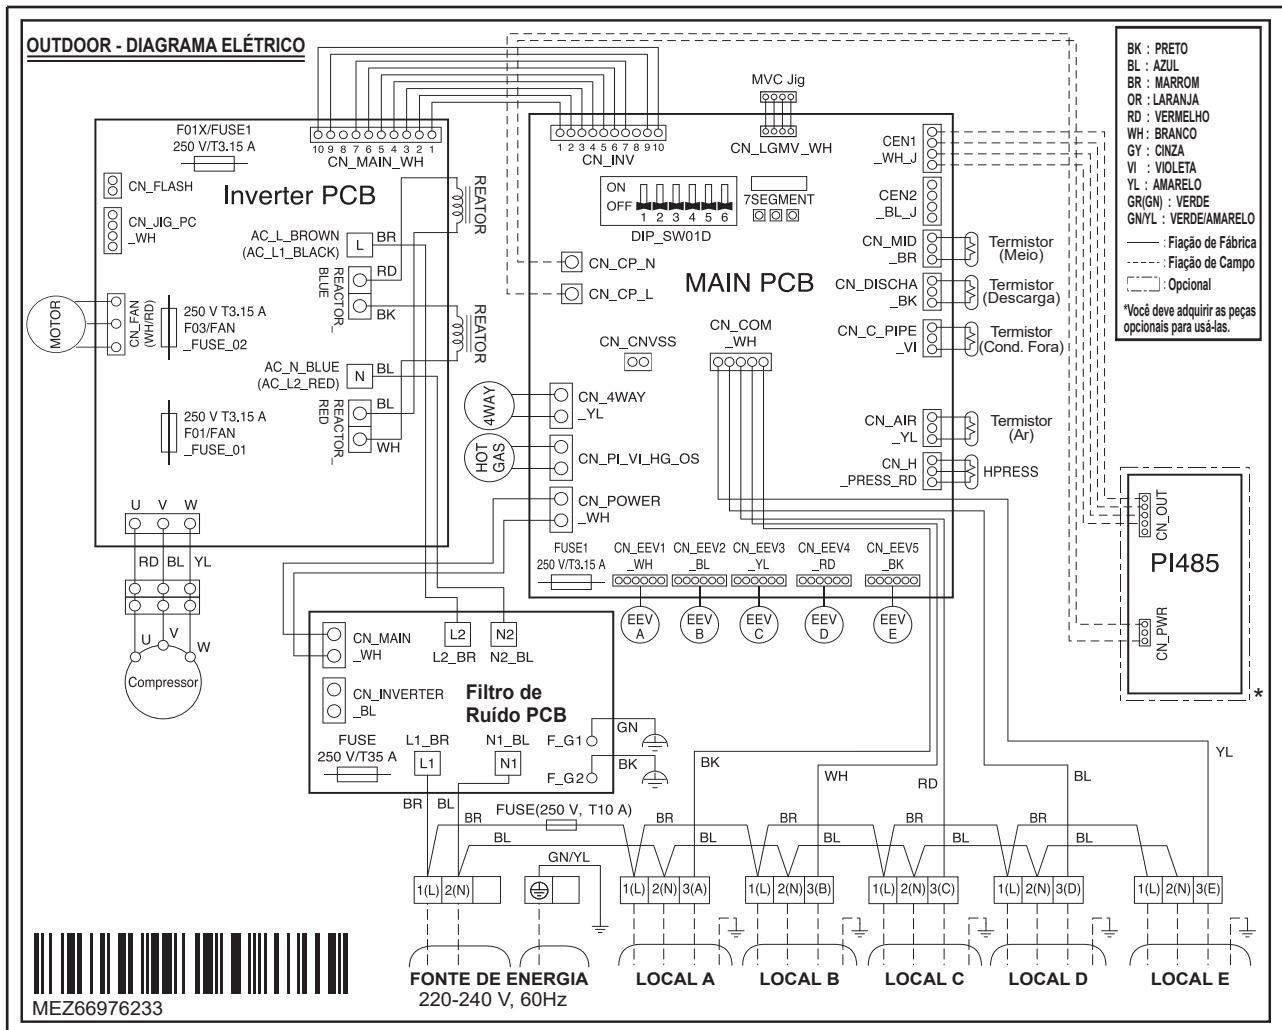 OUTDOOR - DIAGRAMA ELÉTRICO
F01X/FUSE1
250 V/T3.15 A
10 9 8 7 6 5 4 3 2 1
CN_MAIN_WH
CN_FLASH
Inverter PCB
CN_JIG_PC
_WH
AC_L_BROWN
(AC_L1_BLACK)
L
BR
REATOR
RD
REACTOR_
BLUE
BK
MOTOR
CN_FAN
(WH/RD)
250 V T3.15 A
F03/FAN
_FUSE_02
REATOR
AC_N_BLUE
(AC_L2_RED)
N
BL
REACTOR_
RED
BL
WH
250 V T3.15 A
F01/FAN
_FUSE_01
U V W
RD BL YL
U V W
Compressor
1 2 3 4 5 6 7 8 9 10
CN_INV
MVC Jig
CN_LGMV_WH
ON
OFF
1 2 3 4 5 6
DIP_SW01D
7SEGMENT
CEN1
_WH_J
CEN2
_BL_J
CN_MID
_BR
Termistor
(Meio)
CN_CP_N
CN_CP_L
MAIN PCB
CN_DISCHA
_BK
Termistor
(Descarga)
CN_COM
_WH
CN_C_PIPE
_VI
Termistor
(Cond. Fora)
CN_CNVSS
4WAY
CN_4WAY
_YL
CN_AIR
_YL
Termistor
(Ar)
HOT
GAS
CN_PI_VI_HG_OS
CN_H
_PRESS_RD
HPRESS
CN_POWER
_WH
FUSE1
250 V/T3.15 A
CN_EEV1
_WH
CN_EEV2
_BL
CN_EEV3
_YL
CN_EEV4
_RD
CN_EEV5
_BK
EEV
A
EEV
B
EEV
C
EEV
D
EEV
E
BK : PRETO
BL : AZUL
BR : MARROM
OR : LARANJA
RD : VERMELHO
WH : BRANCO
GY : CINZA
VI : VIOLETA
YL : AMARELO
GR(GN) : VERDE
GN/YL : VERDE/AMARELO
: Fiação de Fábrica
: Fiação de Campo
: Opcional
*Você deve adquirir as peças
opcionais para usá-las.
CN_OUT
PI485
CN_PWR
*
CN_MAIN
_WH
L2
L2_BR
N2
N2_BL
CN_INVERTER
_BL
Filtro de
Ruído PCB
FUSE
250 V/T35 A
L1_BR
L1
N1_BL
N1
F_G1
GN
F_G2
BK
BK
WH
RD
BL
YL
BR BL
FUSE(250 V, T10 A)
BR
BL
BR
BL
BR
BL
BR
BL
BR
BL
GN/YL
1(L) 2(N)
1(L) 2(N) 3(A)
1(L) 2(N) 3(B)
1(L) 2(N) 3(C)
1(L) 2(N) 3(D)
1(L) 2(N) 3(E)
FONTE DE ENERGIA
220-240 V, 60Hz
LOCAL A
LOCAL B
LOCAL C
LOCAL D
LOCAL E
MEZ66976233